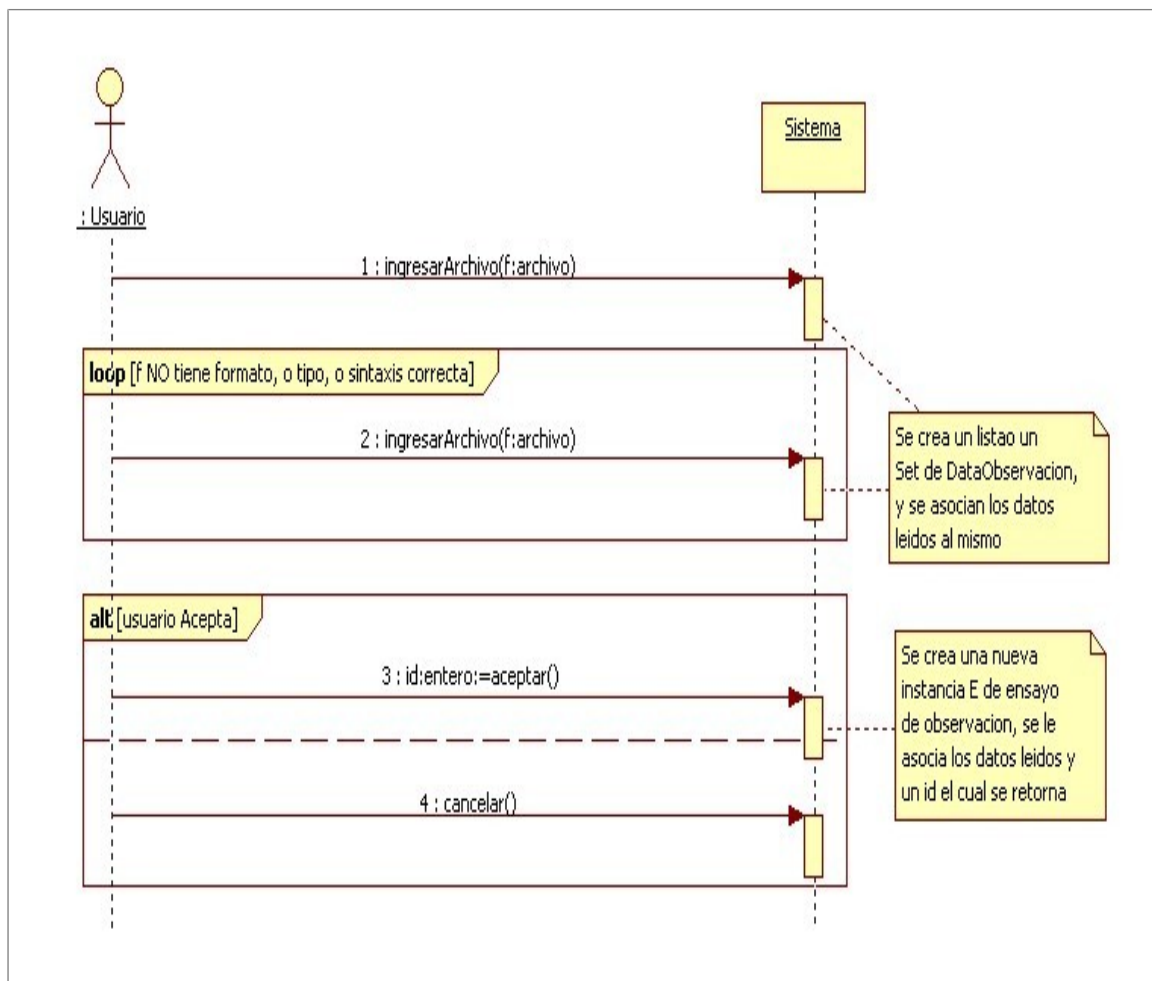 Sistema
: Usuario
1 : ingresarArchivo(f:archivo)
loop [f NO tiene formato, o tipo, o sintaxis correcta]
2 : ingresarArchivo(f:archivo)
Se crea un listao un
Set de DataObservacion,
y se asocian los datos
leidos al mismo
alt [usuario Acepta]
3 : id:entero:=aceptar()
Se crea una nueva
instancia E de ensayo
de observacion, se le
asocia los datos leidos y
un id el cual se retorna
4 : cancelar()